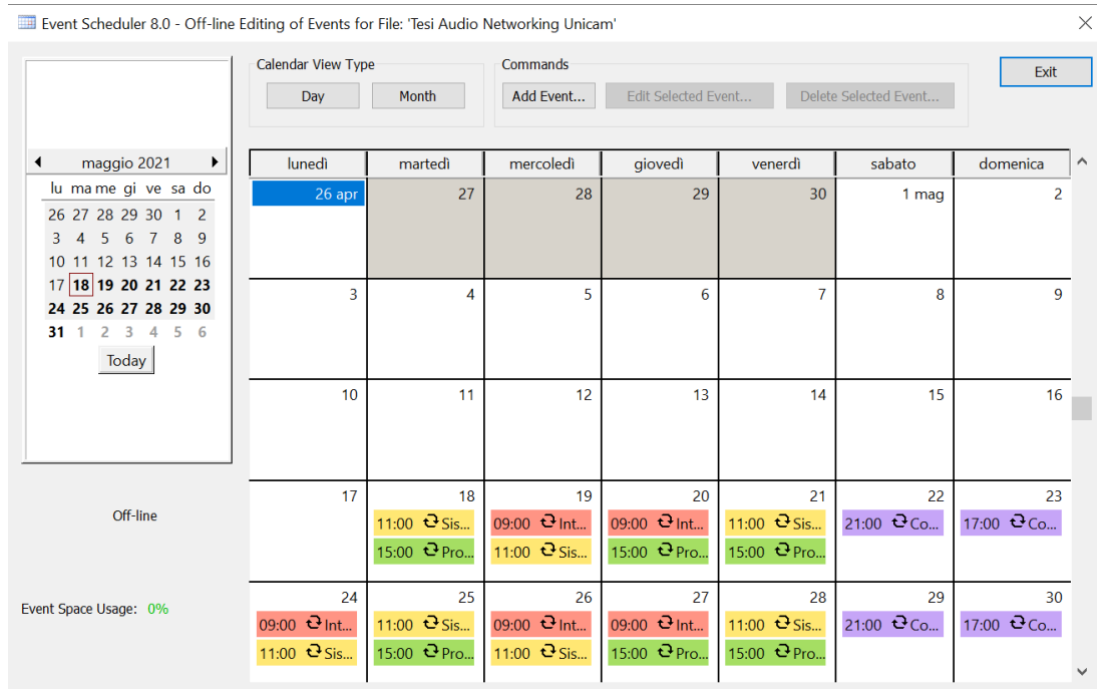 Event Scheduler 8.0 - Off-line Editing of Events for File: 'Tesi Audio Networking Unicam'
Calendar View Type
Day Month
Commands
Add Event... Edit Selected Event... Delete Selected Event...
Exit
maggio 2021
lu ma me gi ve sa do
26 27 28 29 30 1 2
3 4 5 6 7 8 9
10 11 12 13 14 15 16
17 18 19 20 21 22 23
24 25 26 27 28 29 30
31 1 2 3 4 5 6
Today
Off-line
Event Space Usage: 0%
lunedì martedì mercoledì giovedì venerdì sabato domenica
26 apr 27 28 29 30 1 mag 2
3 4 5 6 7 8 9
10 11 12 13 14 15 16
17 18 19 20 21 22 23
11:00 Sis... 09:00 Int... 09:00 Int... 11:00 Sis... 21:00 Co... 17:00 Co...
15:00 Pro... 11:00 Sis... 15:00 Pro... 15:00 Pro...
24 25 26 27 28 29 30
09:00 Int... 11:00 Sis... 09:00 Int... 09:00 Int... 11:00 Sis... 21:00 Co... 17:00 Co...
11:00 Sis... 15:00 Pro... 11:00 Sis... 15:00 Pro... 15:00 Pro...